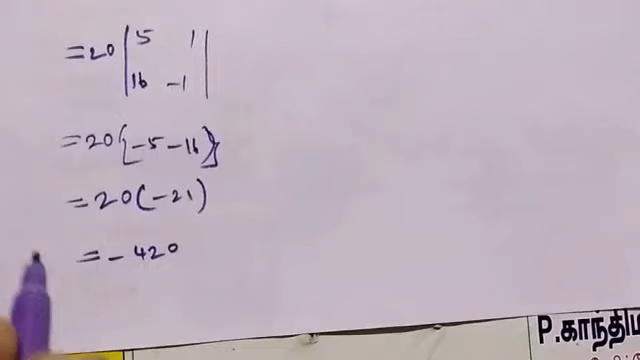 =20 | 5 1 |
| 16 -1 |
=20{-5-16}
=20(-21)
=-420
P.காந்திம